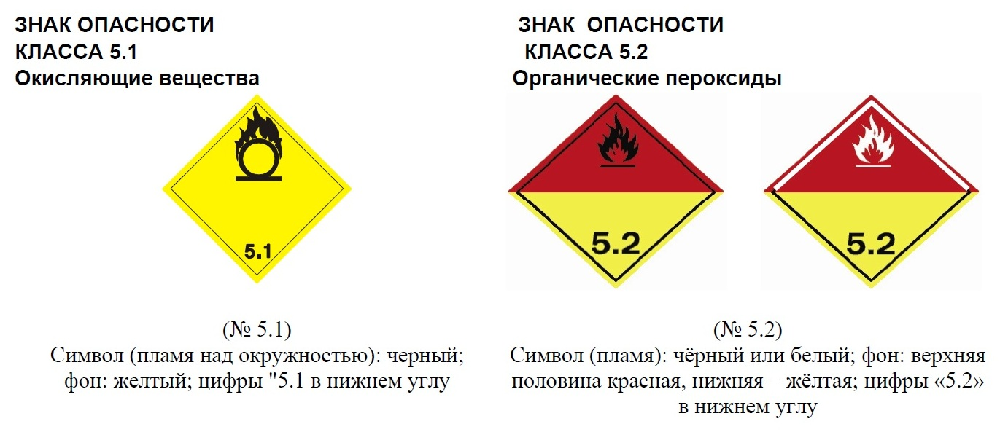 ЗНАК ОПАСНОСТИ
КЛАССА 5.1
Окисляющие вещества
5.1
(№ 5.1)
Символ (пламя над окружностью): черный;
фон: желтый; цифры "5.1 в нижнем углу
ЗНАК ОПАСНОСТИ
КЛАССА 5.2
Органические пероксиды
5.2
5.2
(№ 5.2)
Символ (пламя): чёрный или белый; фон: верхняя
половина красная, нижняя – жёлтая; цифры «5.2»
в нижнем углу